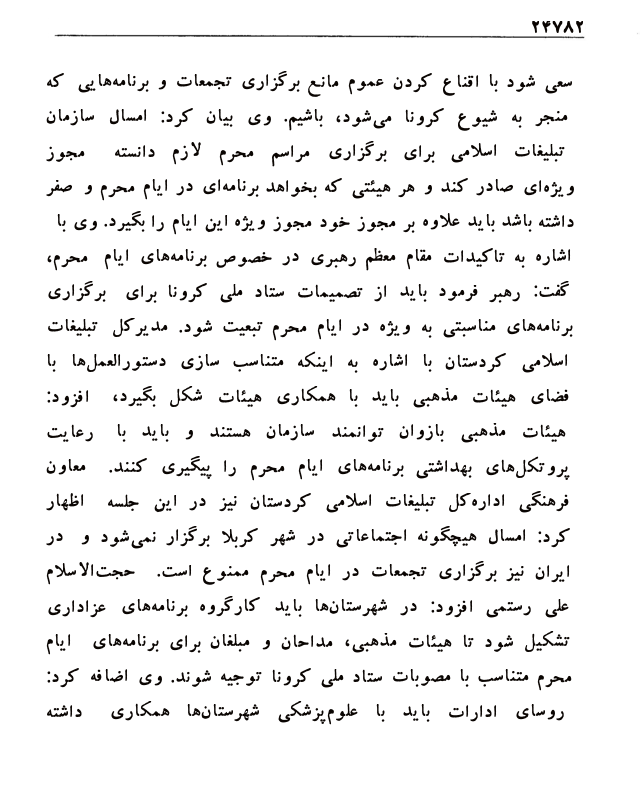 ۲۴۷۸۲
سعی شود با اقناع کردن عموم مانع برگزاری تجمعات و برنامه‌هایی که
منجر به شیوع کرونا می‌شود، باشیم. وی بیان کرد: امسال سازمان
تبلیغات اسلامی برای برگزاری مراسم محرم لازم دانسته مجوز
ویژه‌ای صادر کند و هر هیئتی که بخواهد برنامه‌ای در ایام محرم و صفر
داشته باشد باید علاوه بر مجوز خود مجوز ویژه این ایام را بگیرد. وی با
اشاره به تاکیدات مقام معظم رهبری در خصوص برنامه‌های ایام محرم،
گفت: رهبر فرمود باید از تصمیمات ستاد ملی کرونا برای برگزاری
برنامه‌های مناسبتی به ویژه در ایام محرم تبعیت شود. مدیرکل تبلیغات
اسلامی کردستان با اشاره به اینکه متناسب سازی دستورالعمل‌ها با
فضای هیئات مذهبی باید با همکاری هیئات شکل بگیرد، افزود:
هیئات مذهبی بازوان توانمند سازمان هستند و باید با رعایت
پروتکل‌های بهداشتی برنامه‌های ایام محرم را پیگیری کنند. معاون
فرهنگی اداره‌کل تبلیغات اسلامی کردستان نیز در این جلسه اظهار
کرد: امسال هیچگونه اجتماعاتی در شهر کربلا برگزار نمی‌شود و در
ایران نیز برگزاری تجمعات در ایام محرم ممنوع است. حجت‌الاسلام
علی رستمی افزود: در شهرستان‌ها باید کارگروه برنامه‌های عزاداری
تشکیل شود تا هیئات مذهبی، مداحان و مبلغان برای برنامه‌های ایام
محرم متناسب با مصوبات ستاد ملی کرونا توجیه شوند. وی اضافه کرد:
روسای ادارات باید با علوم‌پزشکی شهرستان‌ها همکاری داشته